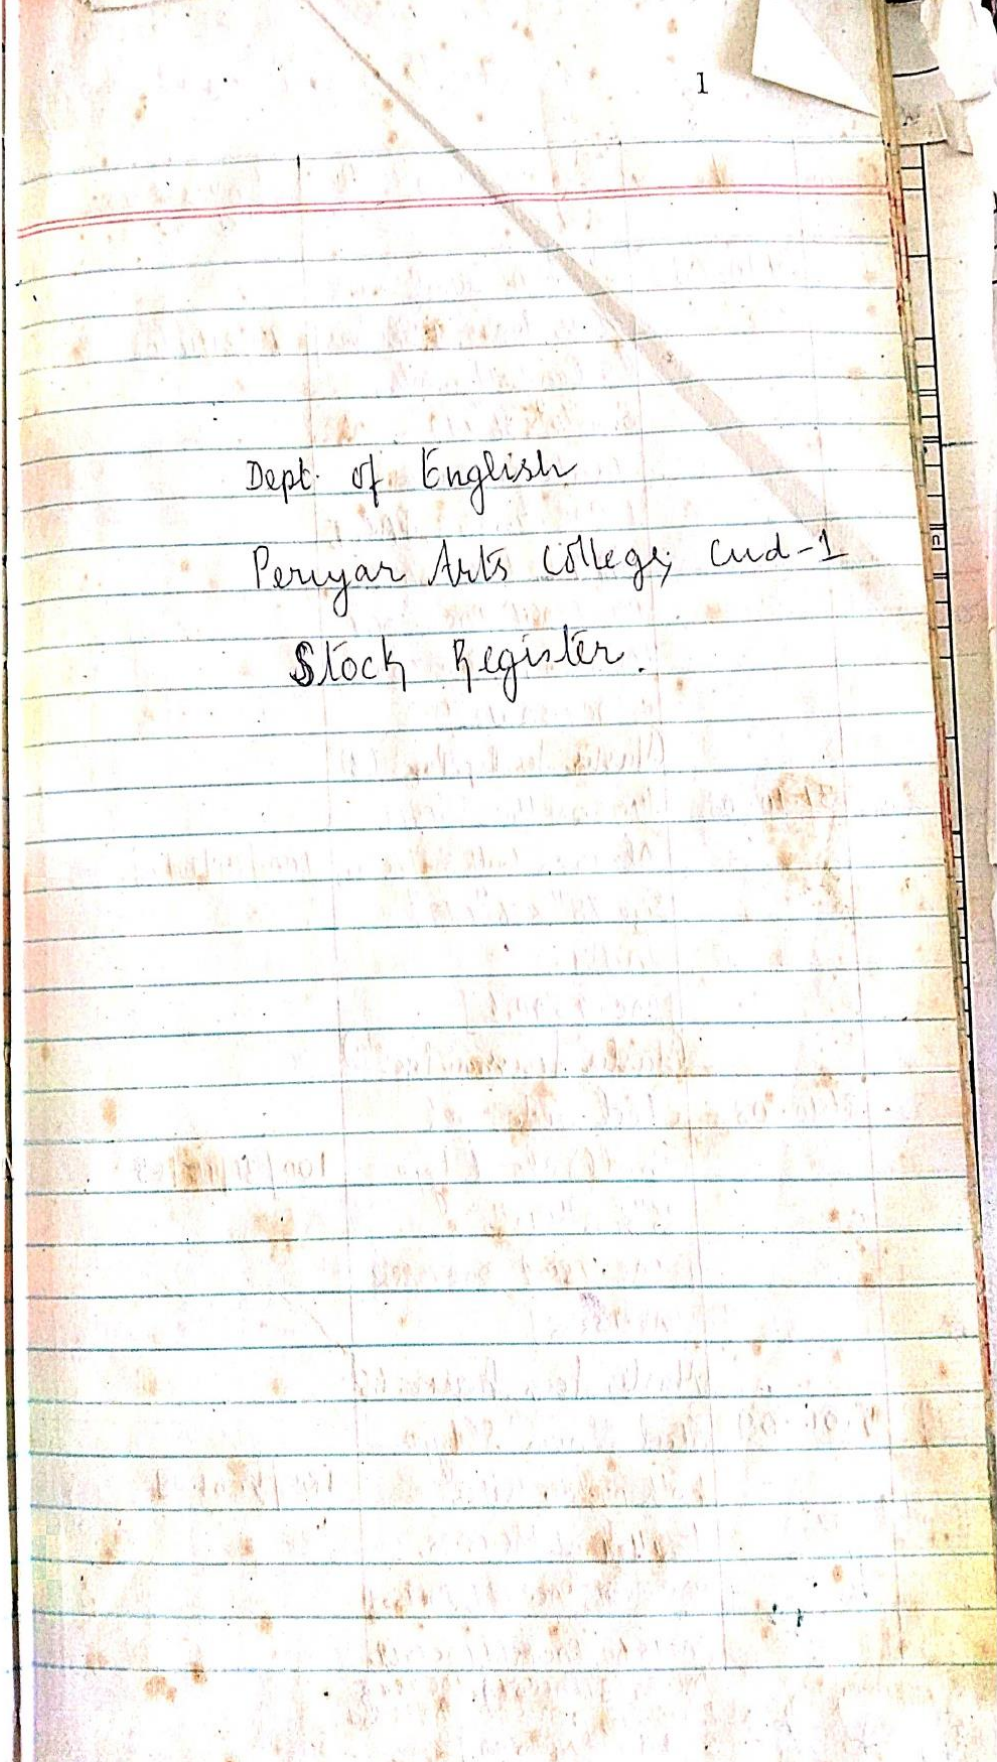 1
Dept. of English
Periyar Arts College, Cud-1
Stock Register.